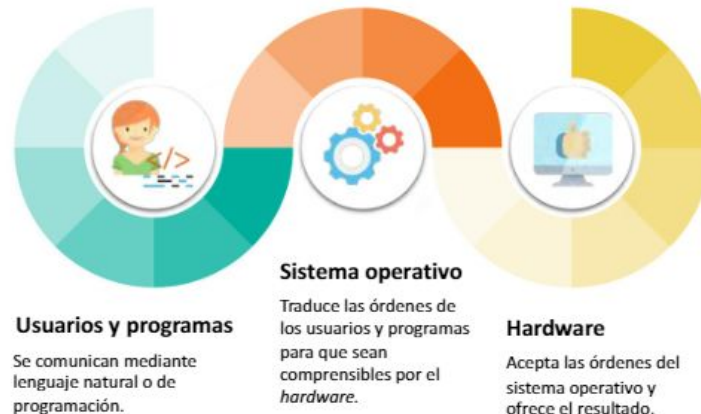 </>
Usuarios y programas
Se comunican mediante
lenguaje natural o de
programación.
Sistema operativo
Traduce las órdenes de
los usuarios y programas
para que sean
comprensibles por el
hardware.
Hardware
Acepta las órdenes del
sistema operativo y
ofrece el resultado.